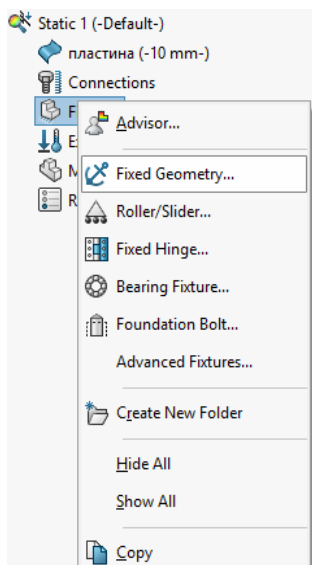 Static 1 (-Default-)
пластина (-10 mm-)
Connections
Advisor...
Fixed Geometry...
Roller/Slider...
Fixed Hinge...
Bearing Fixture...
Foundation Bolt...
Advanced Fixtures...
Create New Folder
Hide All
Show All
Copy